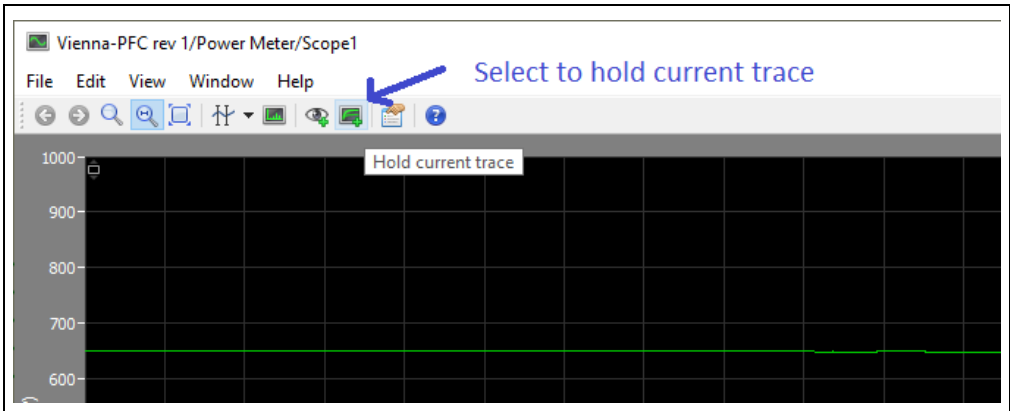 Vienna-PFC rev 1/Power Meter/Scope1
File Edit View Window Help
Select to hold current trace
Hold current trace
1000
900
800
700
600